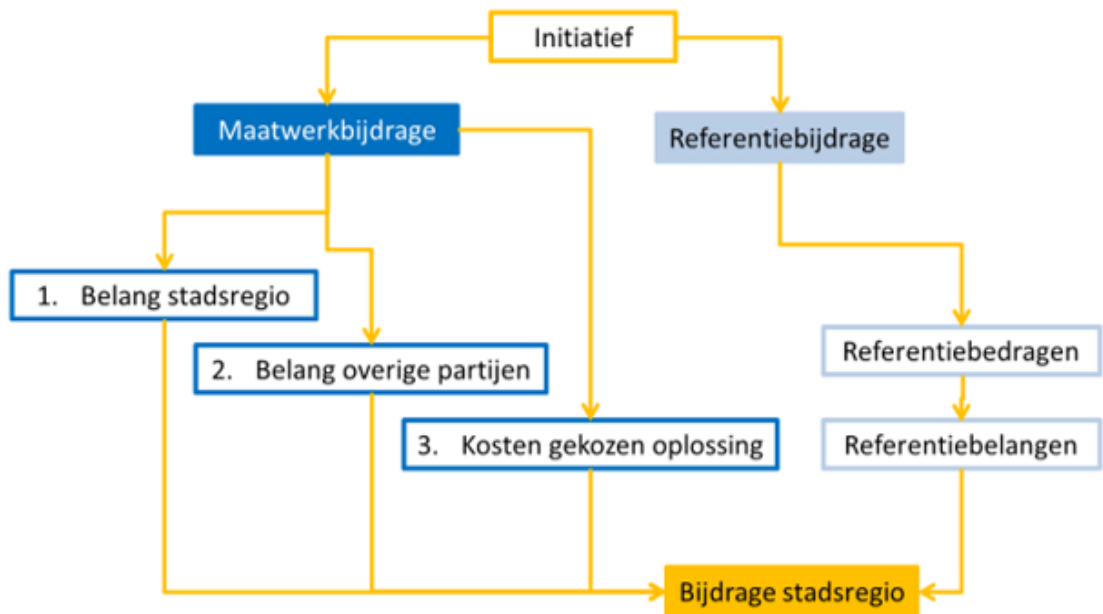 Initiatief
Maatwerkbijdrage
Referentiebijdrage
1. Belang stadsregio
2. Belang overige partijen
3. Kosten gekozen oplossing
Referentiebedragen
Referentiebelangen
Bijdrage stadsregio